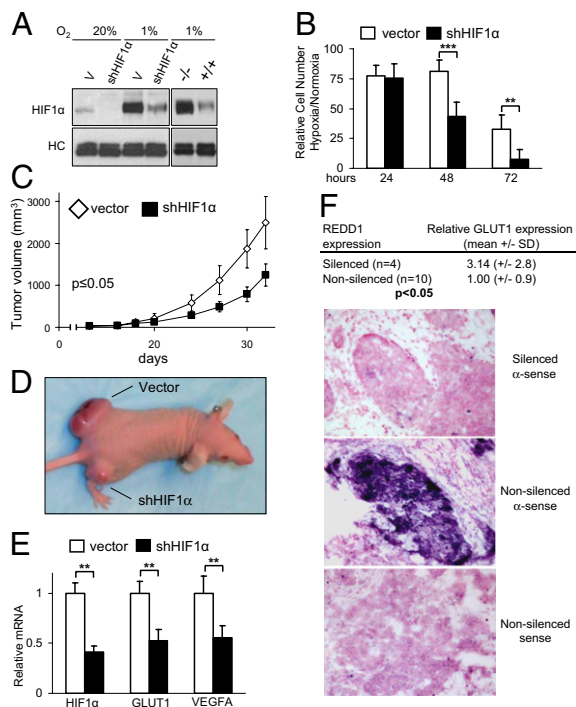 A
O2 20% 1% 1%
V shHIF1α V shHIF1α -/- +/+
HIF1α
HC
B
vector shHIF1α
Relative Cell Number
Hypoxia/Normoxia
100
75
50
25
0
*** **
hours 24 48 72
C
vector shHIF1α
Tumor volume (mm3)
3000
2000
1000
0
p≤0.05
0 10 20 30
days
D
Vector
shHIF1α
E
vector shHIF1α
Relative mRNA
1
0.5
0
** ** **
HIF1α GLUT1 VEGFA
F
REDD1 Relative GLUT1 expression
expression (mean +/- SD)
Silenced (n=4) 3.14 (+/- 2.8)
Non-silenced (n=10) 1.00 (+/- 0.9)
p<0.05
Silenced
α-sense
Non-silenced
α-sense
Non-silenced
sense